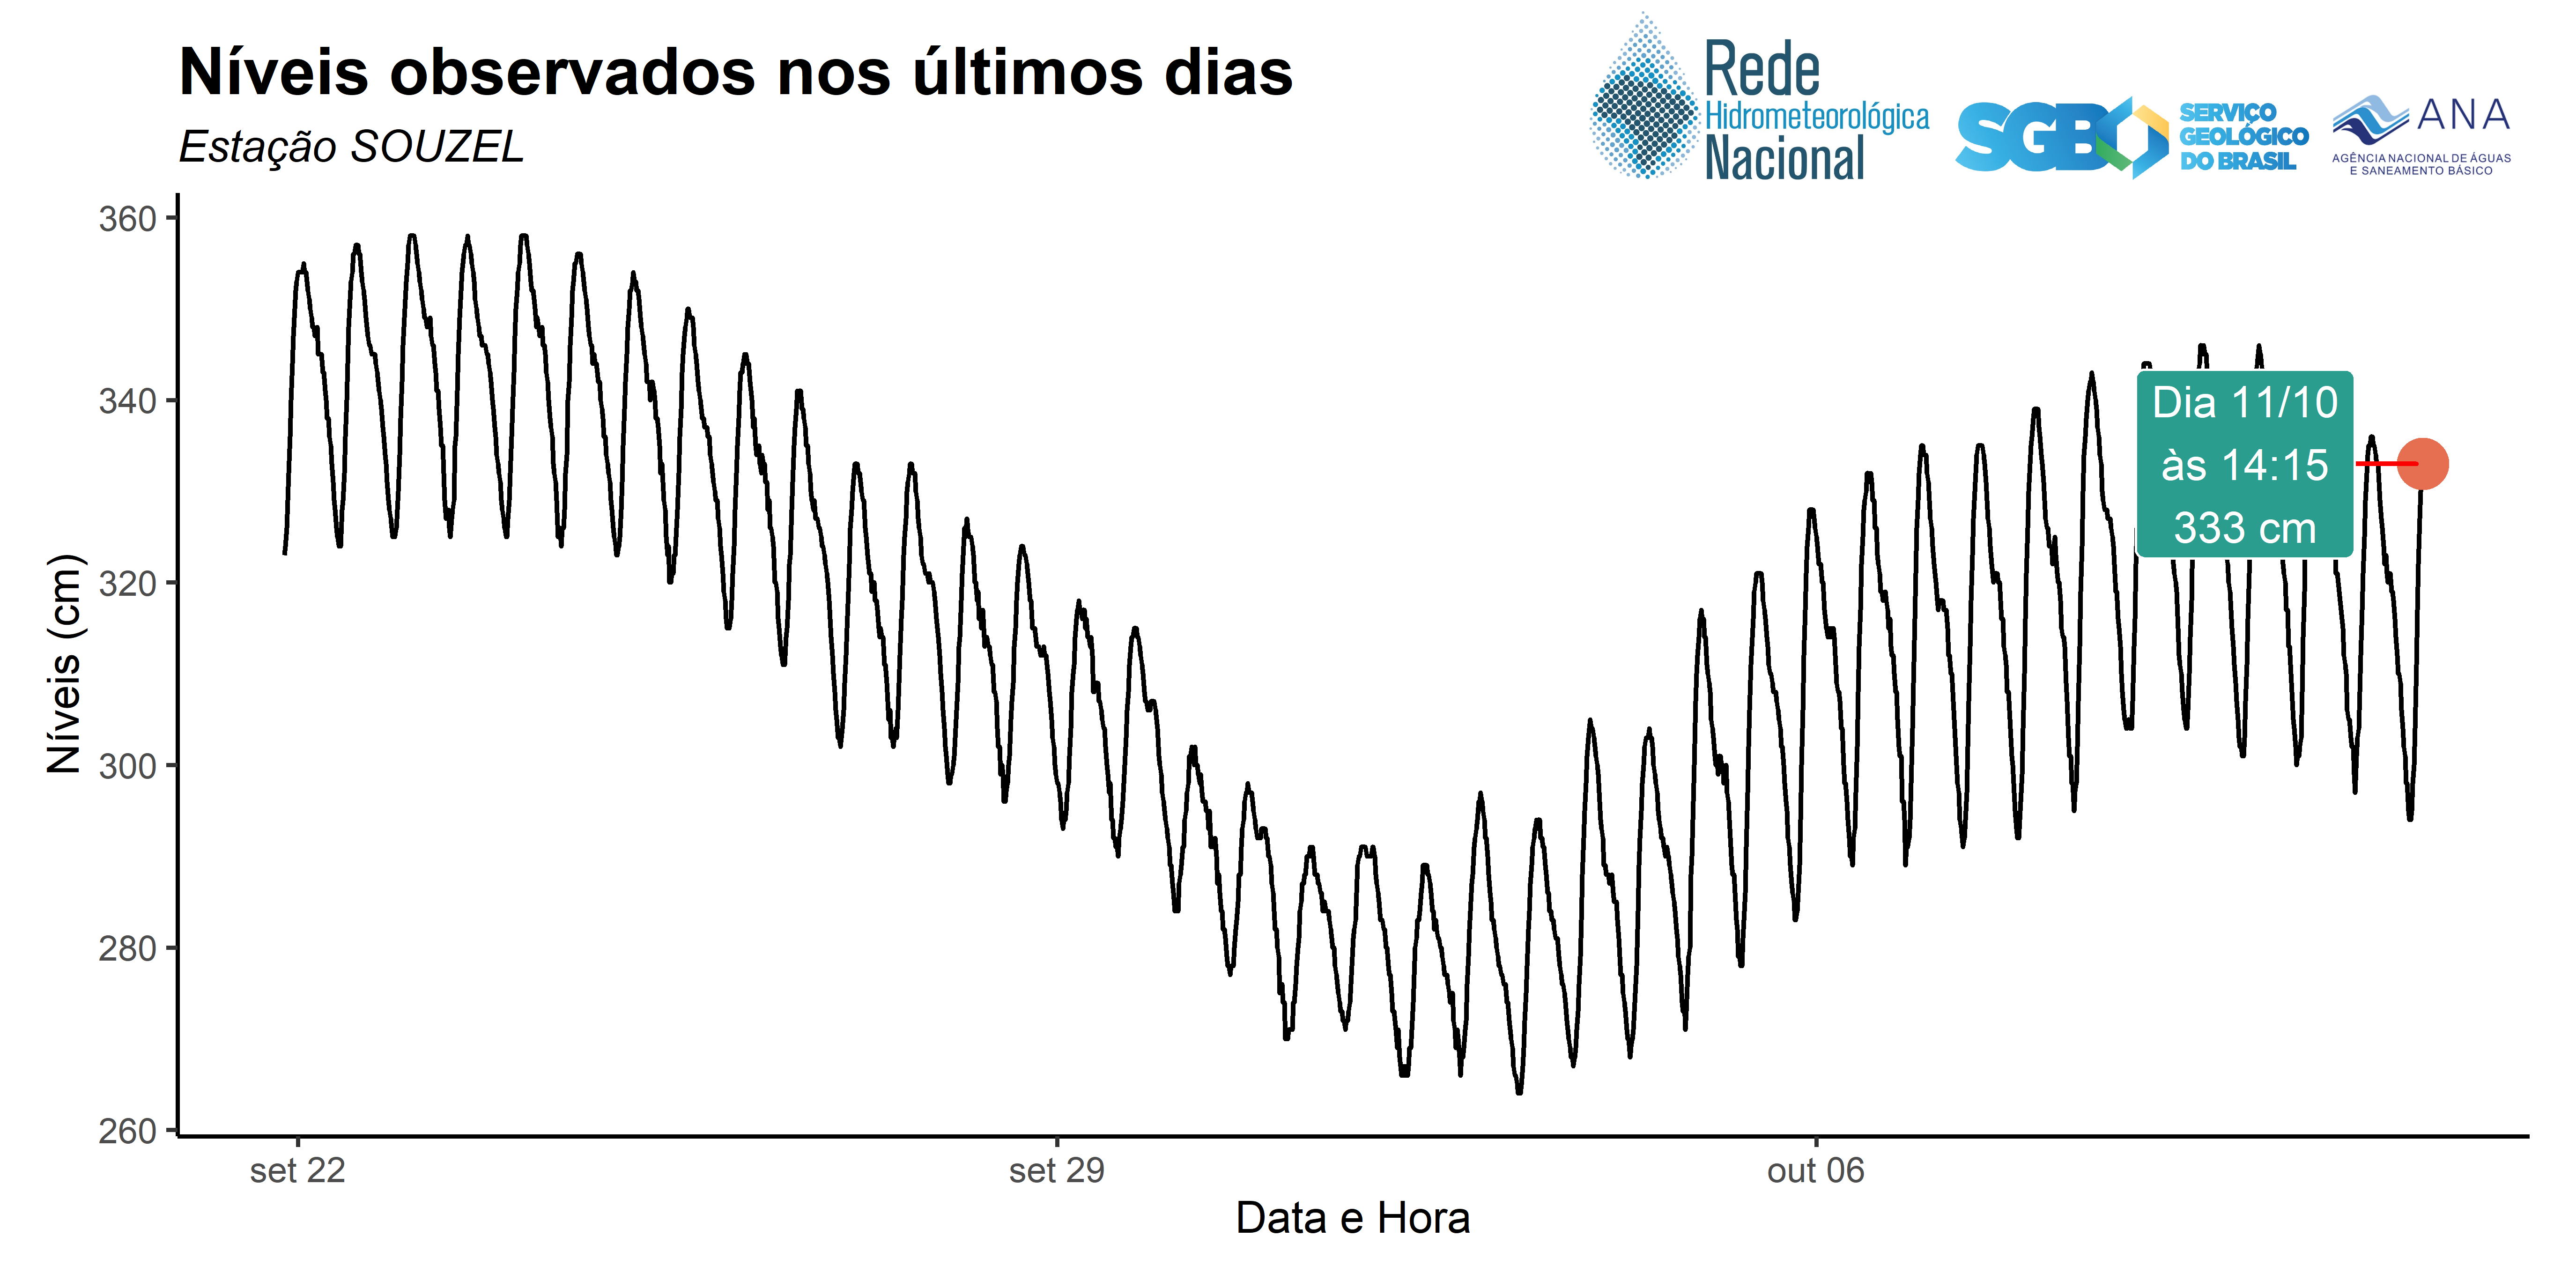 Níveis observados nos últimos dias
Estação SOUZEL
Rede
Hidrometeorológica
Nacional
SGB
SERVIÇO
GEOLÓGICO
DO BRASIL
ANA
AGÊNCIA NACIONAL DE ÁGUAS
E SANEAMENTO BÁSICO
Níveis (cm)
360
340
320
300
280
260
Dia 11/10
às 14:15
333 cm
set 22
set 29
out 06
Data e Hora